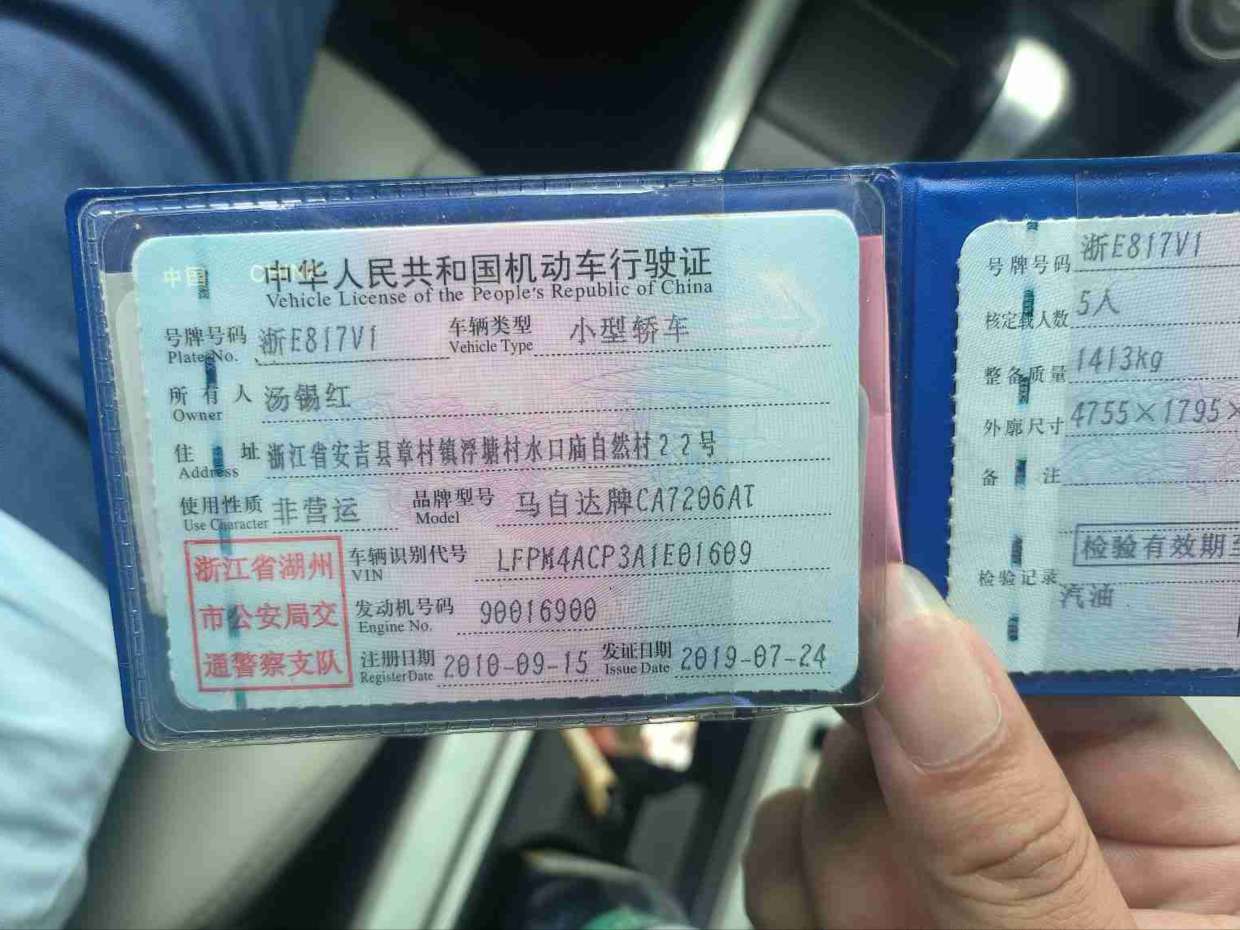 中华人民共和国机动车行驶证
Vehicle License of the People's Republic of China
号牌号码 浙E817V1 车辆类型 小型轿车
Plate No. Vehicle Type
所有人 汤锡红
Owner
住址 浙江省安吉县章村镇浮塘村水口庙自然村22号
Address
使用性质 非营运 品牌型号 马自达牌CA7206AT
Use Character Model
浙江省湖州
市公安局交
通警察支队
车辆识别代号 LFPM4ACP3A1E01609
VIN
发动机号码 90016900
Engine No.
注册日期 2010-09-15 发证日期 2019-07-24
Register Date Issue Date
号牌号码 浙E817V1
核定载人数 5人
整备质量 1413kg
外廓尺寸 4755×1795×
备注
检验有效期至
检验记录
汽油